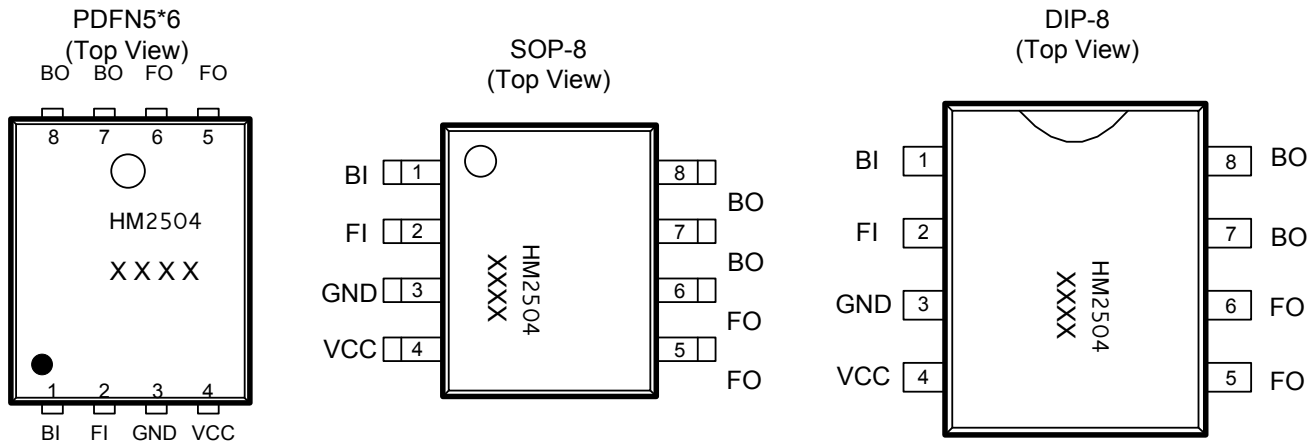 PDFN5*6
(Top View)
BO BO FO FO
8 7 6 5
HM2504
XXXX
1 2 3 4
BI FI GND VCC
SOP-8
(Top View)
BI 1
FI 2
GND 3
VCC 4
HM2504
XXXX
8 BO
7 BO
6 FO
5 FO
DIP-8
(Top View)
BI 1
FI 2
GND 3
VCC 4
HM2504
XXXX
8 BO
7 BO
6 FO
5 FO